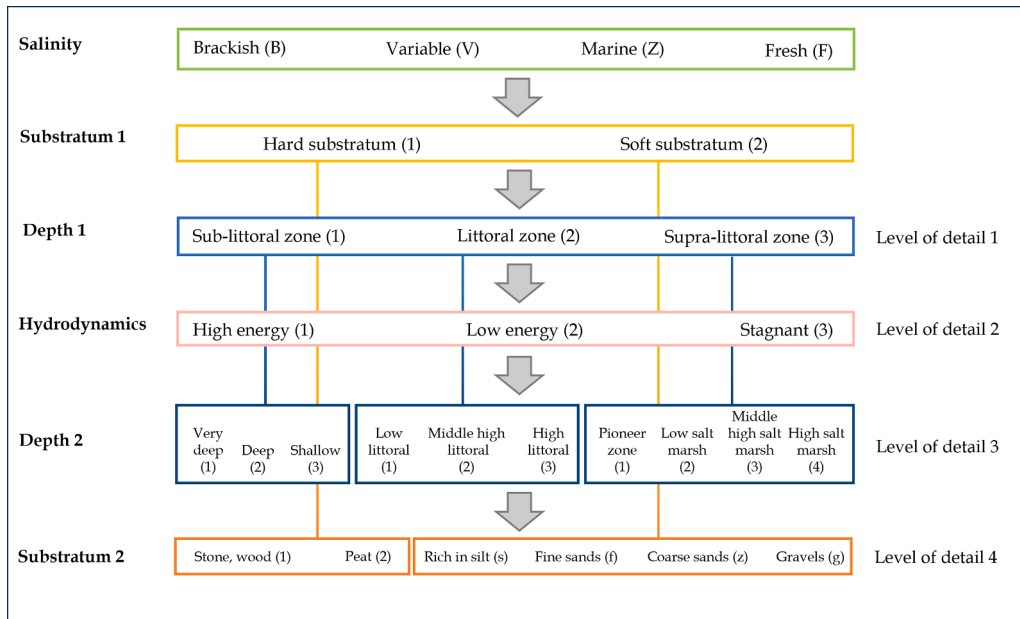 Salinity
Brackish (B) Variable (V) Marine (Z) Fresh (F)
Substratum 1
Hard substratum (1) Soft substratum (2)
Depth 1
Sub-littoral zone (1) Littoral zone (2) Supra-littoral zone (3)
Level of detail 1
Hydrodynamics
High energy (1) Low energy (2) Stagnant (3)
Level of detail 2
Depth 2
Very
deep
(1)
Deep
(2)
Shallow
(3)
Low
littoral
(1)
Middle high
littoral
(2)
High
littoral
(3)
Pioneer
zone
(1)
Low salt
marsh
(2)
Middle
high salt
marsh
(3)
High salt
marsh
(4)
Level of detail 3
Substratum 2
Stone, wood (1) Peat (2) Rich in silt (s) Fine sands (f) Coarse sands (z) Gravels (g)
Level of detail 4